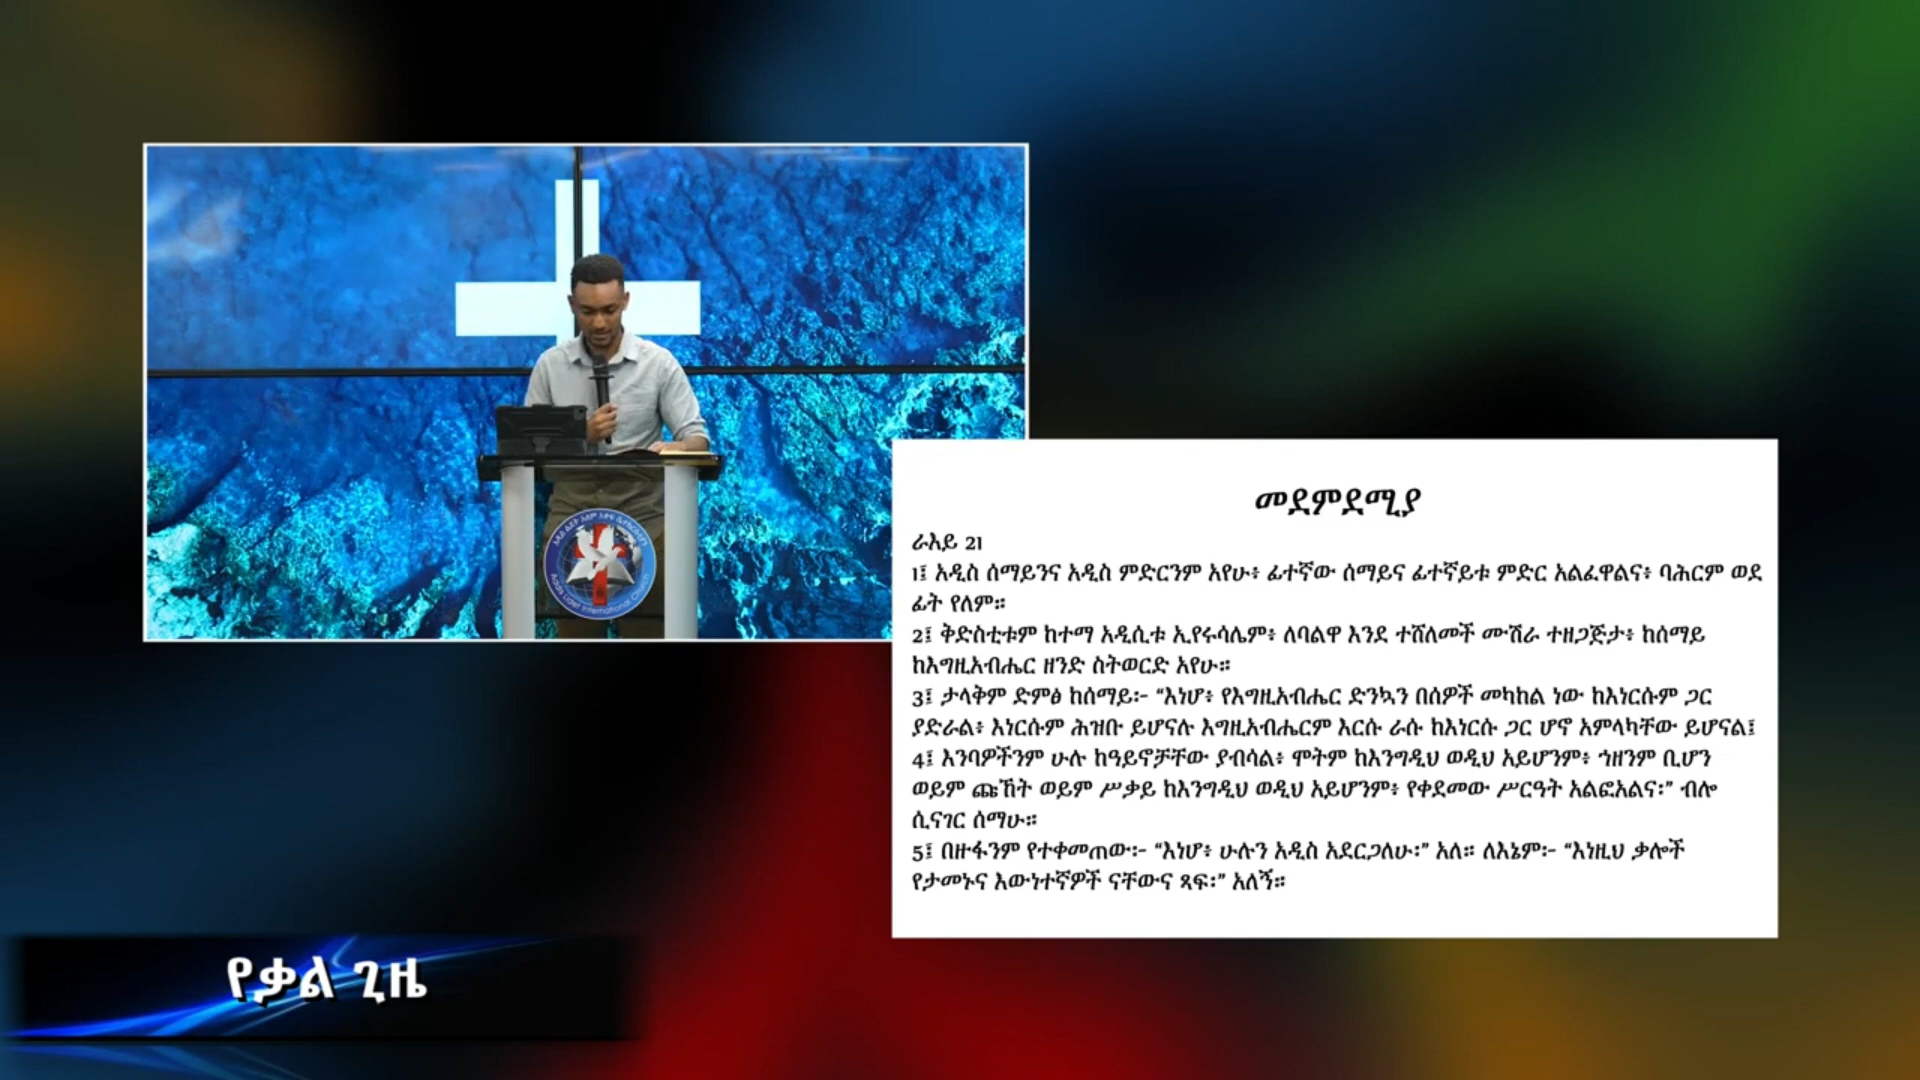 Addis Lidet International Church
መደምደሚያ
ራእይ 21
1፤ አዲስ ሰማይንና አዲስ ምድርንም አየሁ፥ ፊተኛው ሰማይና ፊተኛይቱ ምድር አልፈዋልና፥ ባሕርም ወደ
ፊት የለም።
2፤ ቅድስቲቱም ከተማ አዲሲቱ ኢየሩሳሌም፥ ለባልዋ እንደ ተሸለመች ሙሽራ ተዘጋጅታ፥ ከሰማይ
ከእግዚአብሔር ዘንድ ስትወርድ አየሁ።
3፤ ታላቅም ድምፅ ከሰማይ፡- “እነሆ፥ የእግዚአብሔር ድንኳን በሰዎች መካከል ነው ከእነርሱም ጋር
ያድራል፥ እነርሱም ሕዝቡ ይሆናሉ እግዚአብሔርም እርሱ ራሱ ከእነርሱ ጋር ሆኖ አምላካቸው ይሆናል፤
4፤ እንባዎችንም ሁሉ ከዓይኖቻቸው ያብሳል፥ ሞትም ከእንግዲህ ወዲህ አይሆንም፥ ኀዘንም ቢሆን
ወይም ጩኸት ወይም ሥቃይ ከእንግዲህ ወዲህ አይሆንም፥ የቀደመው ሥርዓት አልፎአልና፡” ብሎ
ሲናገር ሰማሁ።
5፤ በዙፋንም የተቀመጠው፡- “እነሆ፥ ሁሉን አዲስ አደርጋለሁ፡” አለ። ለእኔም፡- “እነዚህ ቃሎች
የታመኑና እውነተኛዎች ናቸውና ጻፍ፡” አለኝ።
የቃል ጊዜ